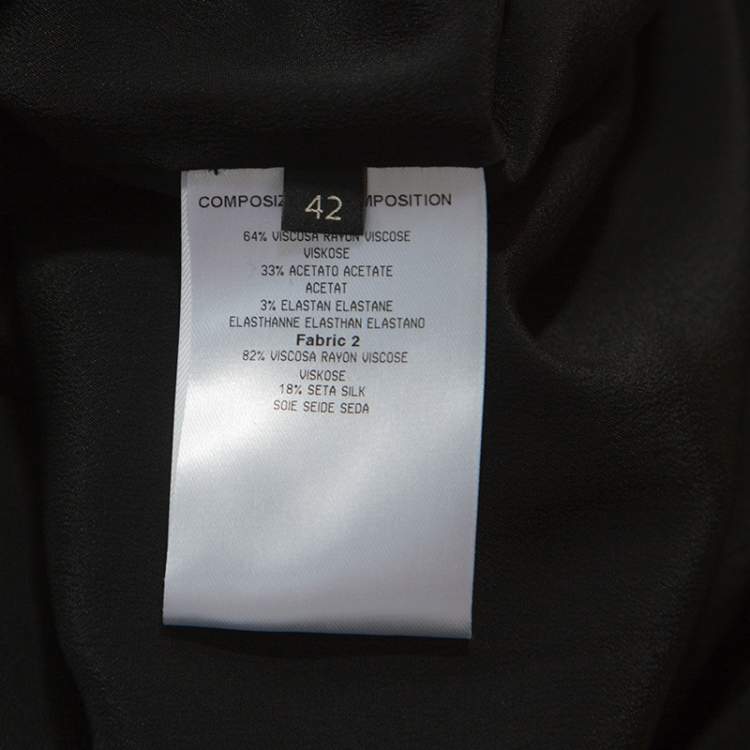 COMPOSIZ
42
MPOSITION
64% VISCOSA RAYON VISCOSE
VISKOSE
33% ACETATO ACETATE
ACETAT
3% ELASTAN ELASTANE
ELASTHANNE ELASTHAN ELASTANO
Fabric 2
82% VISCOSA RAYON VISCOSE
VISKOSE
18% SETA SILK
SOIE SEIDE SEDA